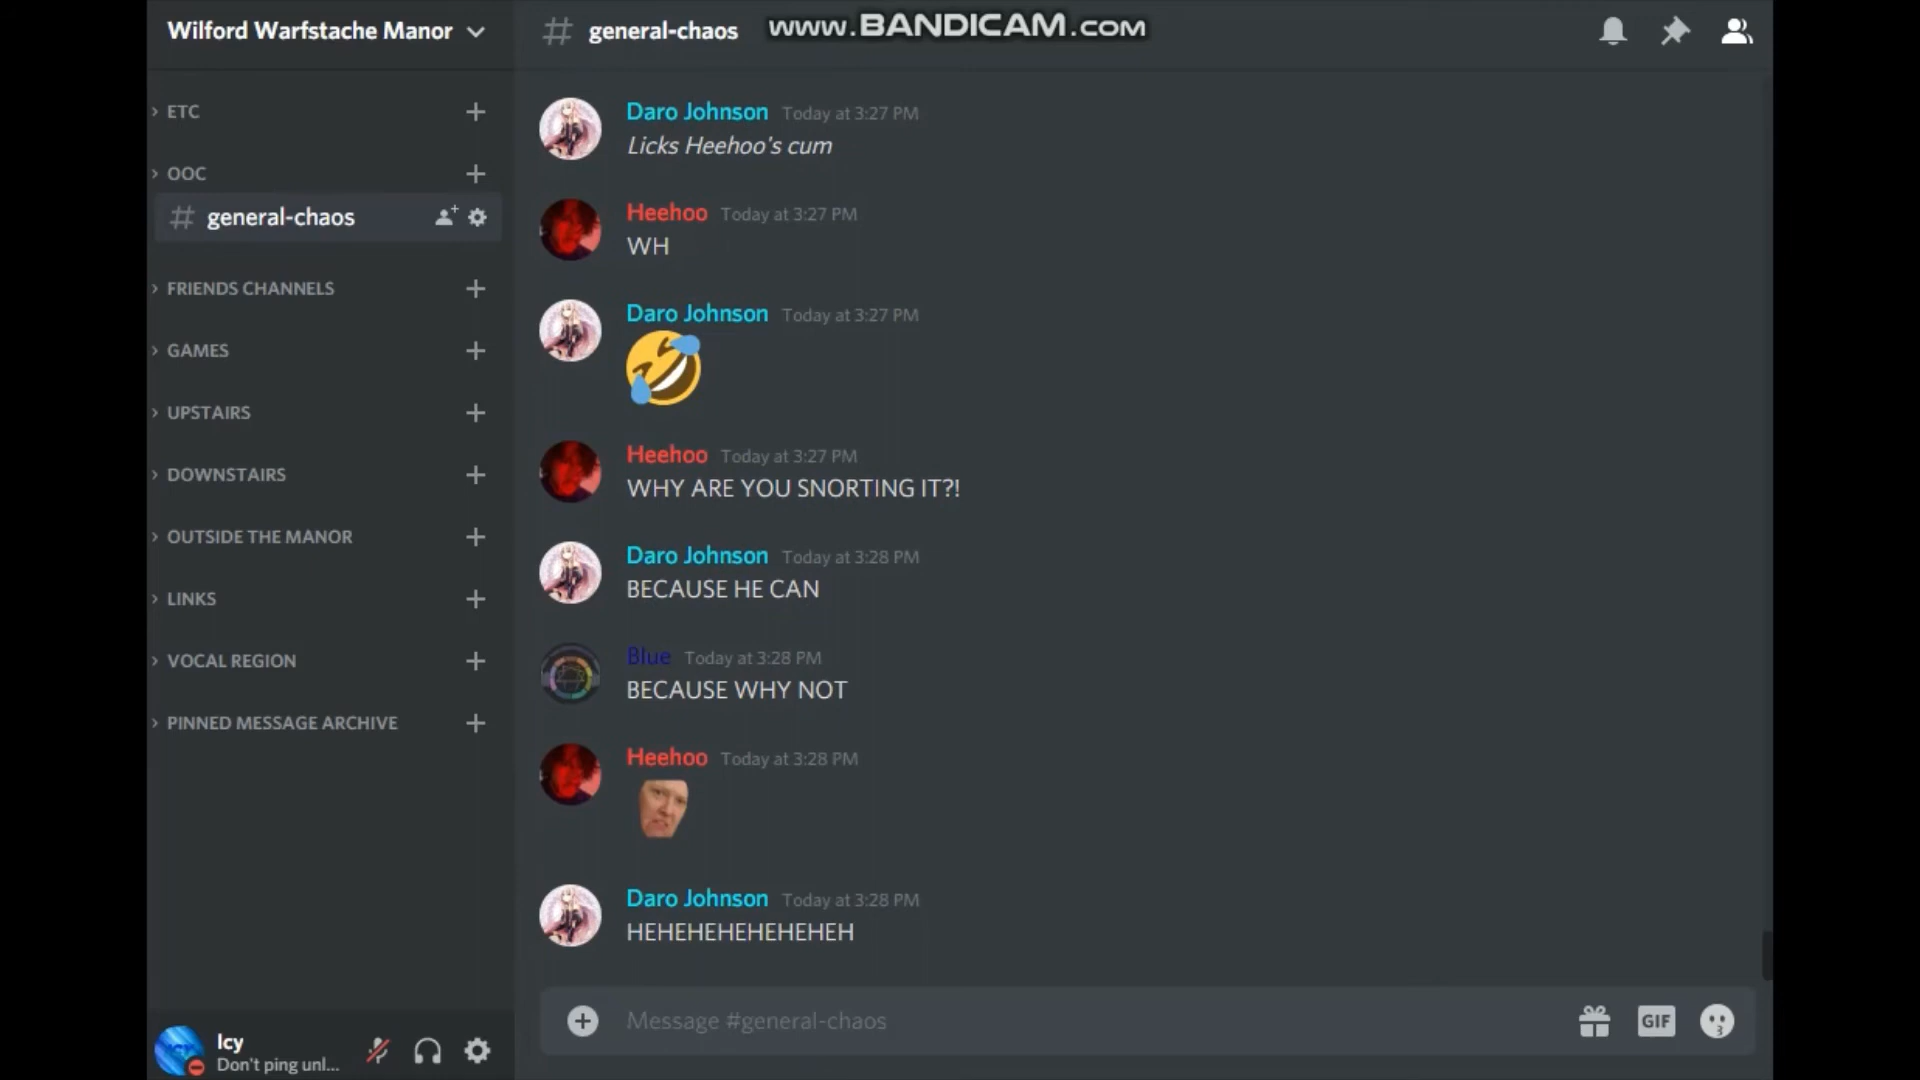 Wilford Warfstache Manor
general-chaos
www.BANDICAM.COM
ETC
OOC
general-chaos
FRIENDS CHANNELS
GAMES
UPSTAIRS
DOWNSTAIRS
OUTSIDE THE MANOR
LINKS
VOCAL REGION
PINNED MESSAGE ARCHIVE
Icy
Don't ping unl...
Daro Johnson Today at 3:27 PM
Licks Heehoo's cum
Heehoo Today at 3:27 PM
WH
Daro Johnson Today at 3:27 PM
Heehoo Today at 3:27 PM
WHY ARE YOU SNORTING IT?!
Daro Johnson Today at 3:28 PM
BECAUSE HE CAN
Blue Today at 3:28 PM
BECAUSE WHY NOT
Heehoo Today at 3:28 PM
Daro Johnson Today at 3:28 PM
HEHEHEHEHEHEHEH
Message #general-chaos
GIF